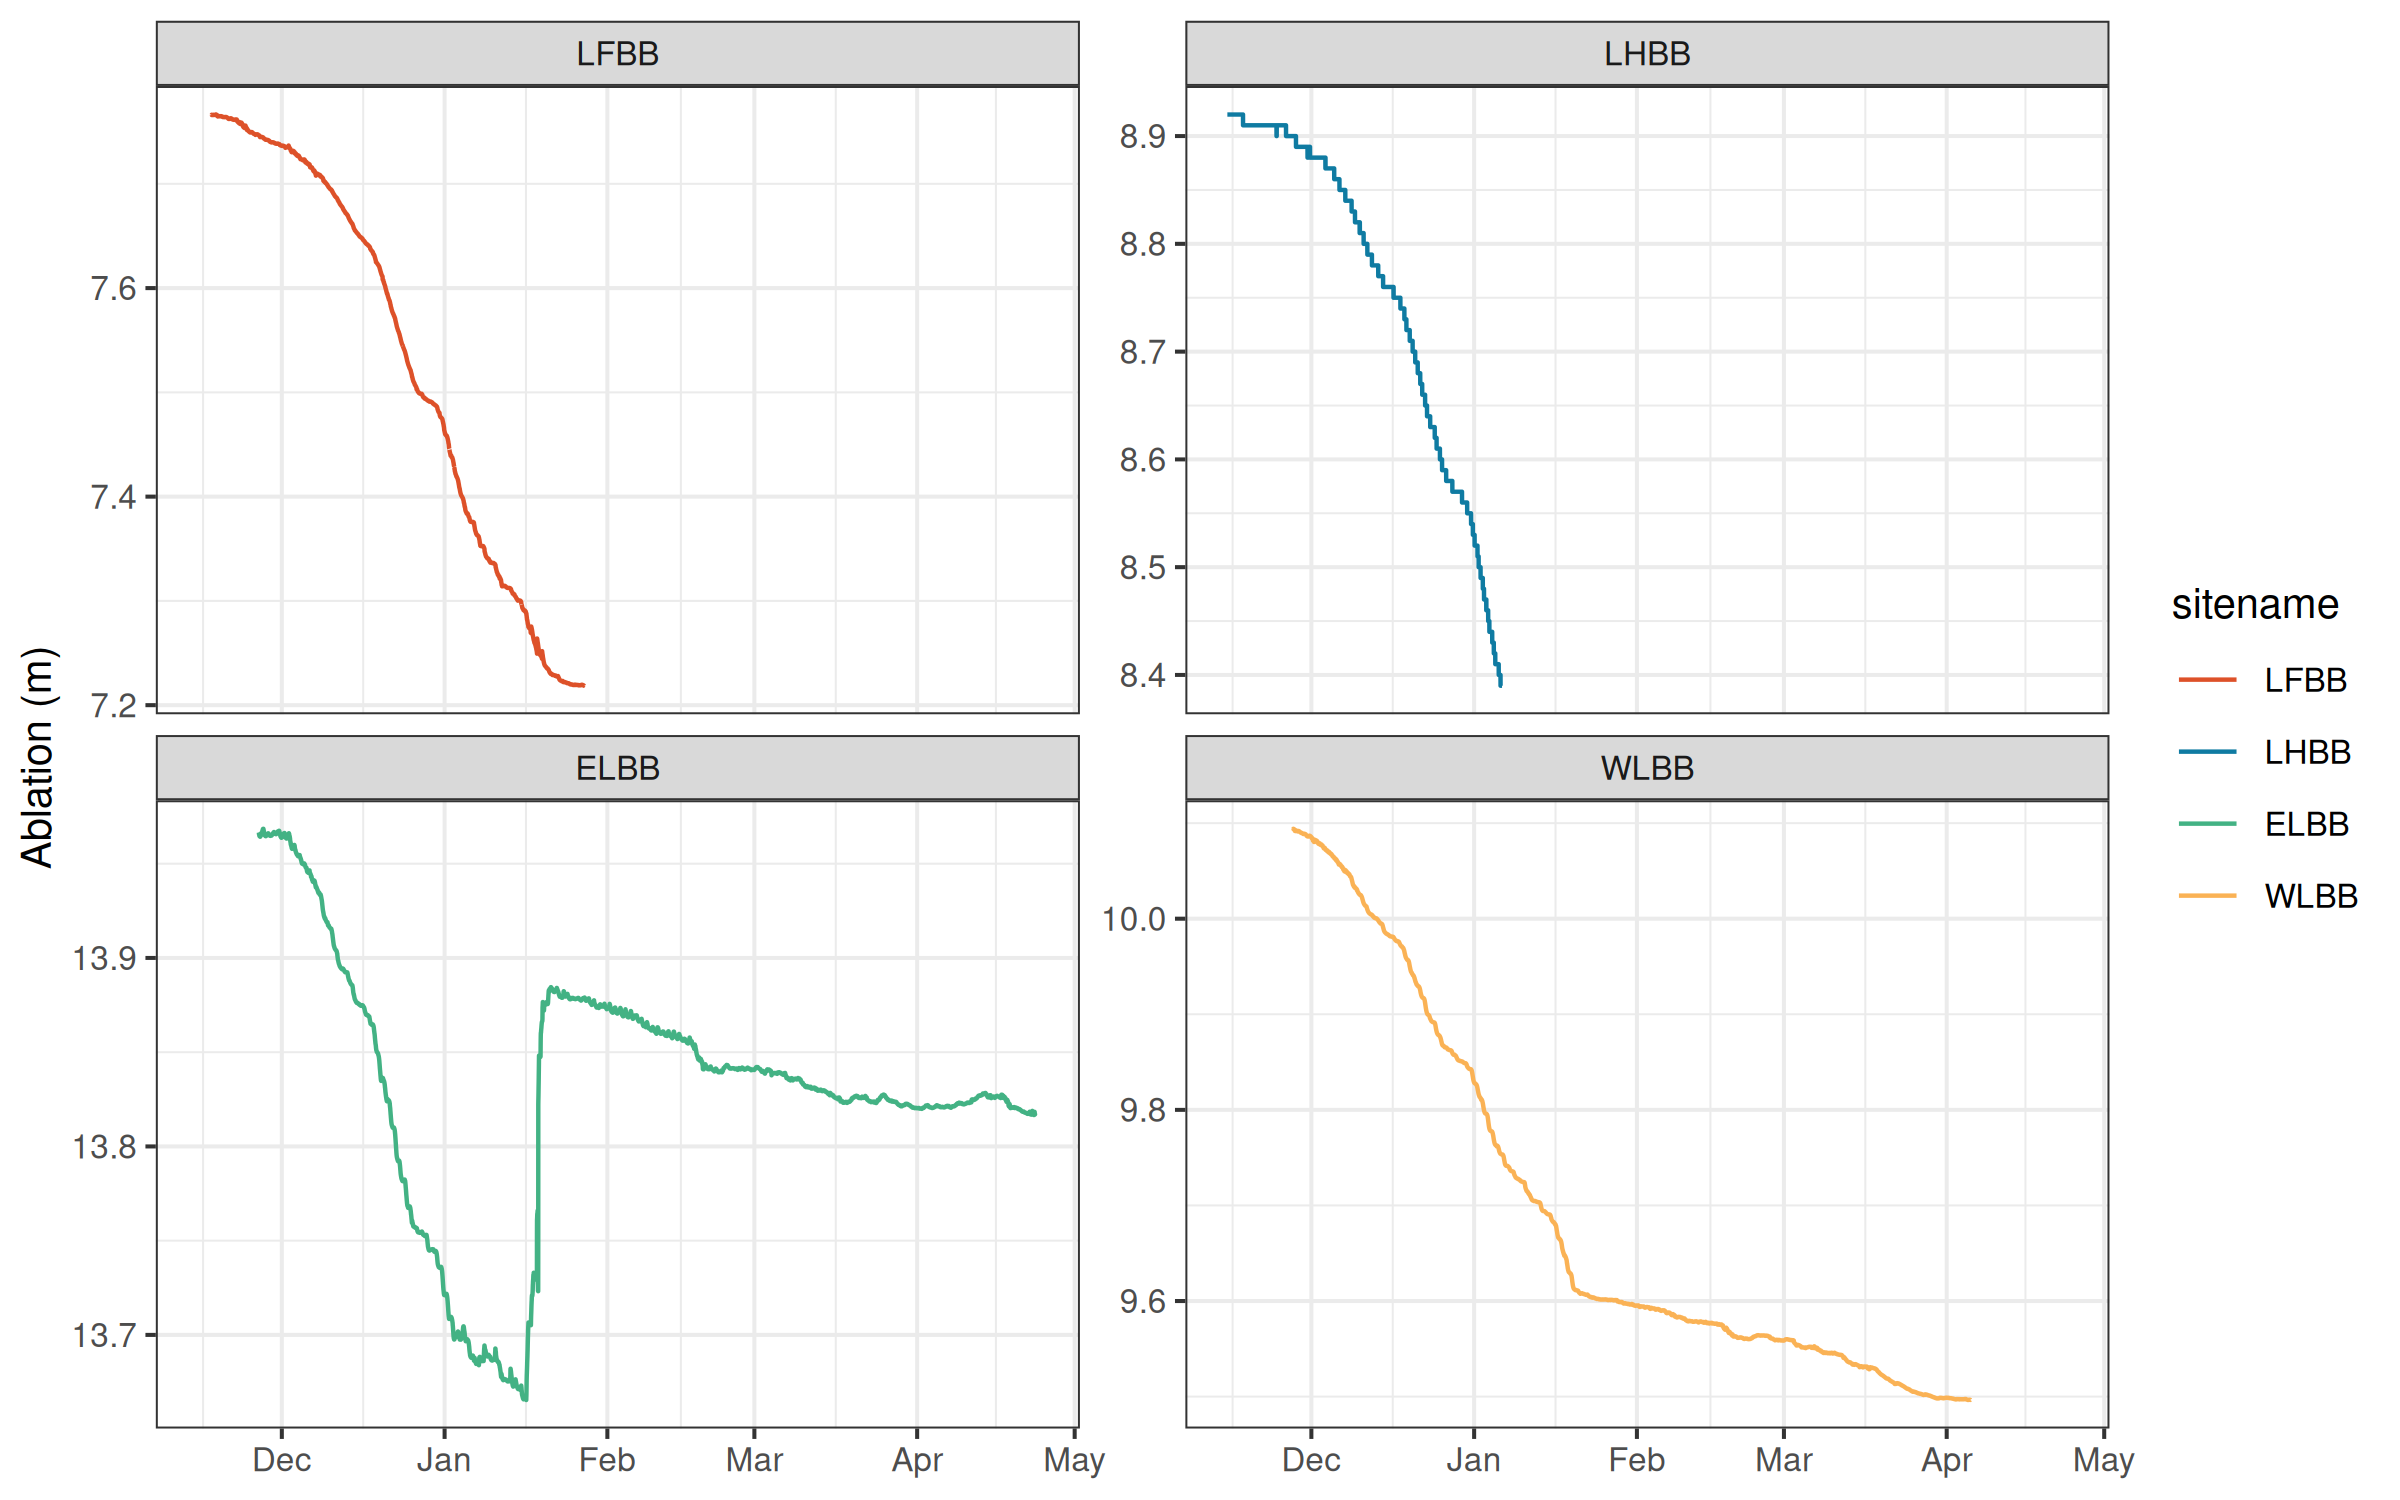 LFBB
LHBB
7.6
7.4
7.2
8.9
8.8
8.7
8.6
8.5
8.4
Ablation (m)
ELBB
WLBB
13.9
13.8
13.7
10.0
9.8
9.6
Dec Jan Feb Mar Apr May
Dec Jan Feb Mar Apr May
sitename
LFBB
LHBB
ELBB
WLBB